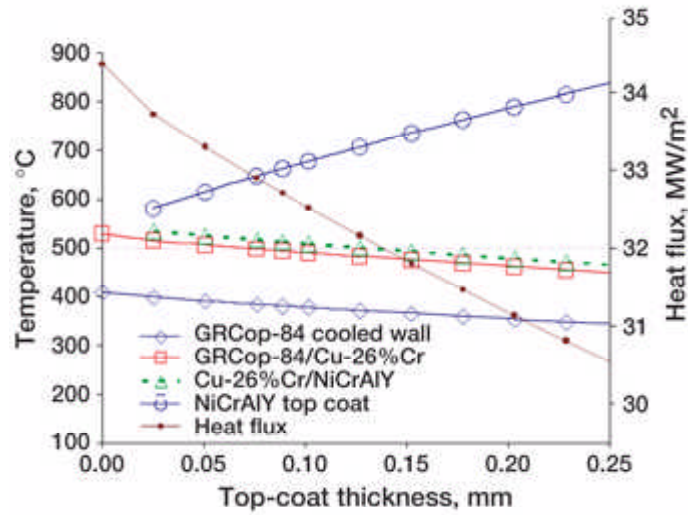 35
900
800
34
700
600
33
500
32
400
300
31
200
30
100
Temperature, °C
Heat flux, MW/m²
GRCop-84 cooled wall
GRCop-84/Cu-26%Cr
Cu-26%Cr/NiCrAlY
NiCrAlY top coat
Heat flux
0.00 0.05 0.10 0.15 0.20 0.25
Top-coat thickness, mm